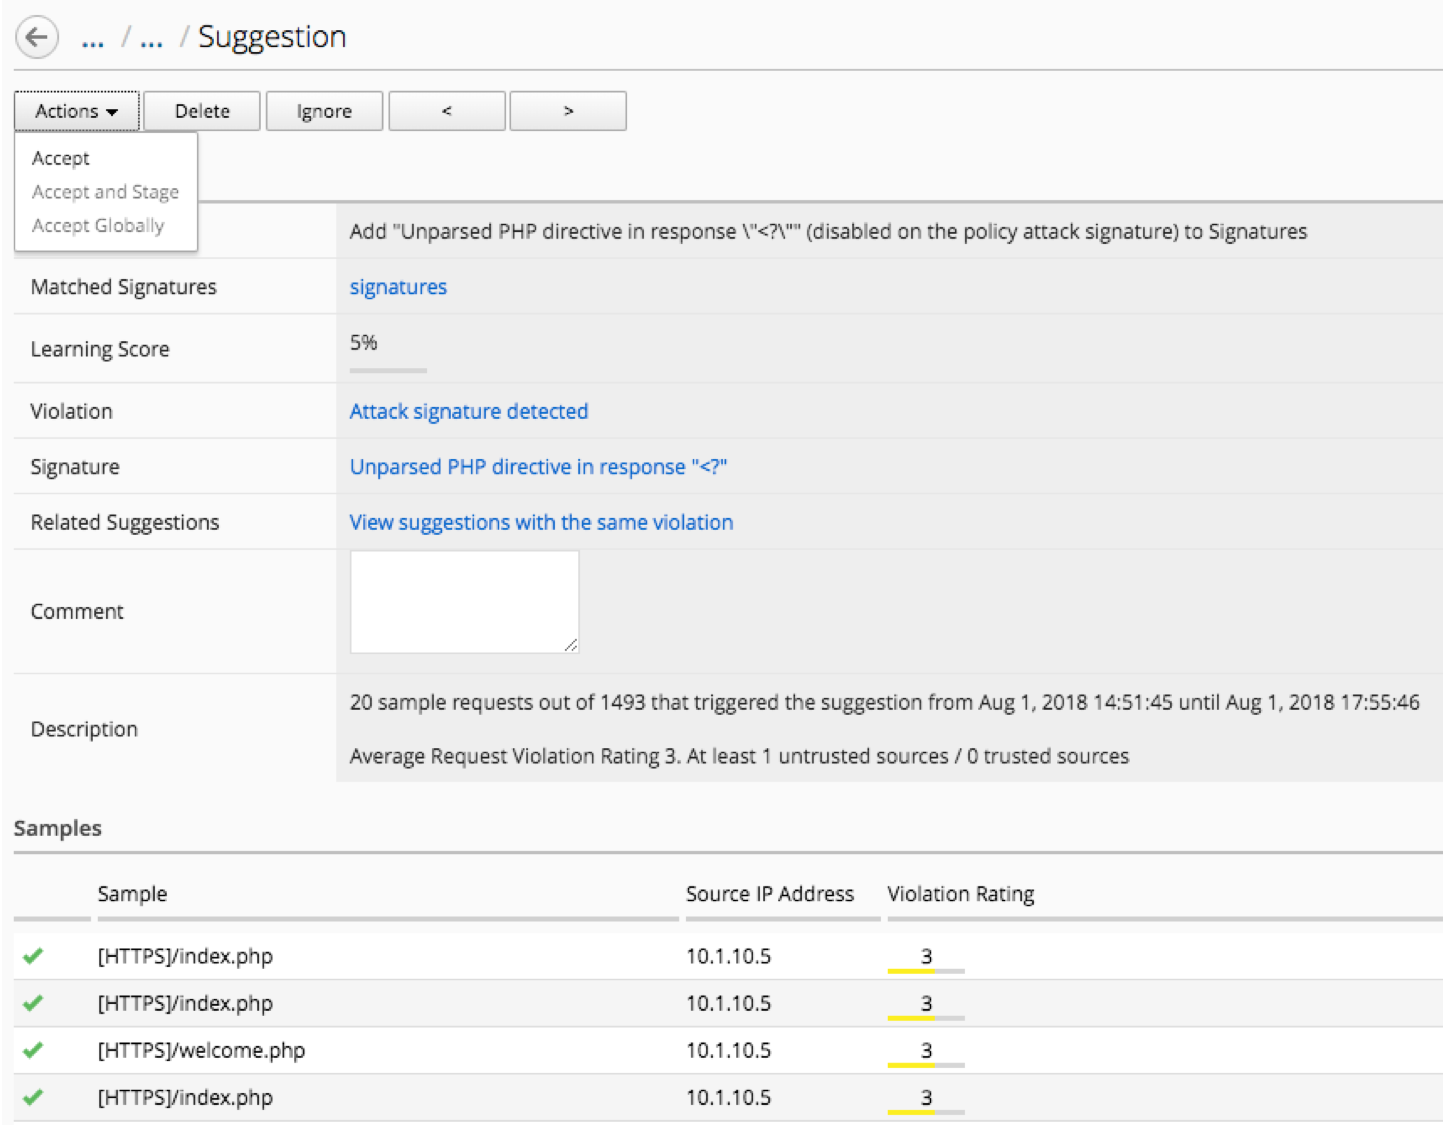 ... / ... / Suggestion
Actions Delete Ignore < >
Accept
Accept and Stage
Accept Globally
Add "Unparsed PHP directive in response \"<?\"" (disabled on the policy attack signature) to Signatures
Matched Signatures signatures
Learning Score 5%
Violation Attack signature detected
Signature Unparsed PHP directive in response "<?"
Related Suggestions View suggestions with the same violation
Comment
Description
20 sample requests out of 1493 that triggered the suggestion from Aug 1, 2018 14:51:45 until Aug 1, 2018 17:55:46
Average Request Violation Rating 3. At least 1 untrusted sources / 0 trusted sources
Samples
Sample Source IP Address Violation Rating
[HTTPS]/index.php 10.1.10.5 3
[HTTPS]/index.php 10.1.10.5 3
[HTTPS]/welcome.php 10.1.10.5 3
[HTTPS]/index.php 10.1.10.5 3